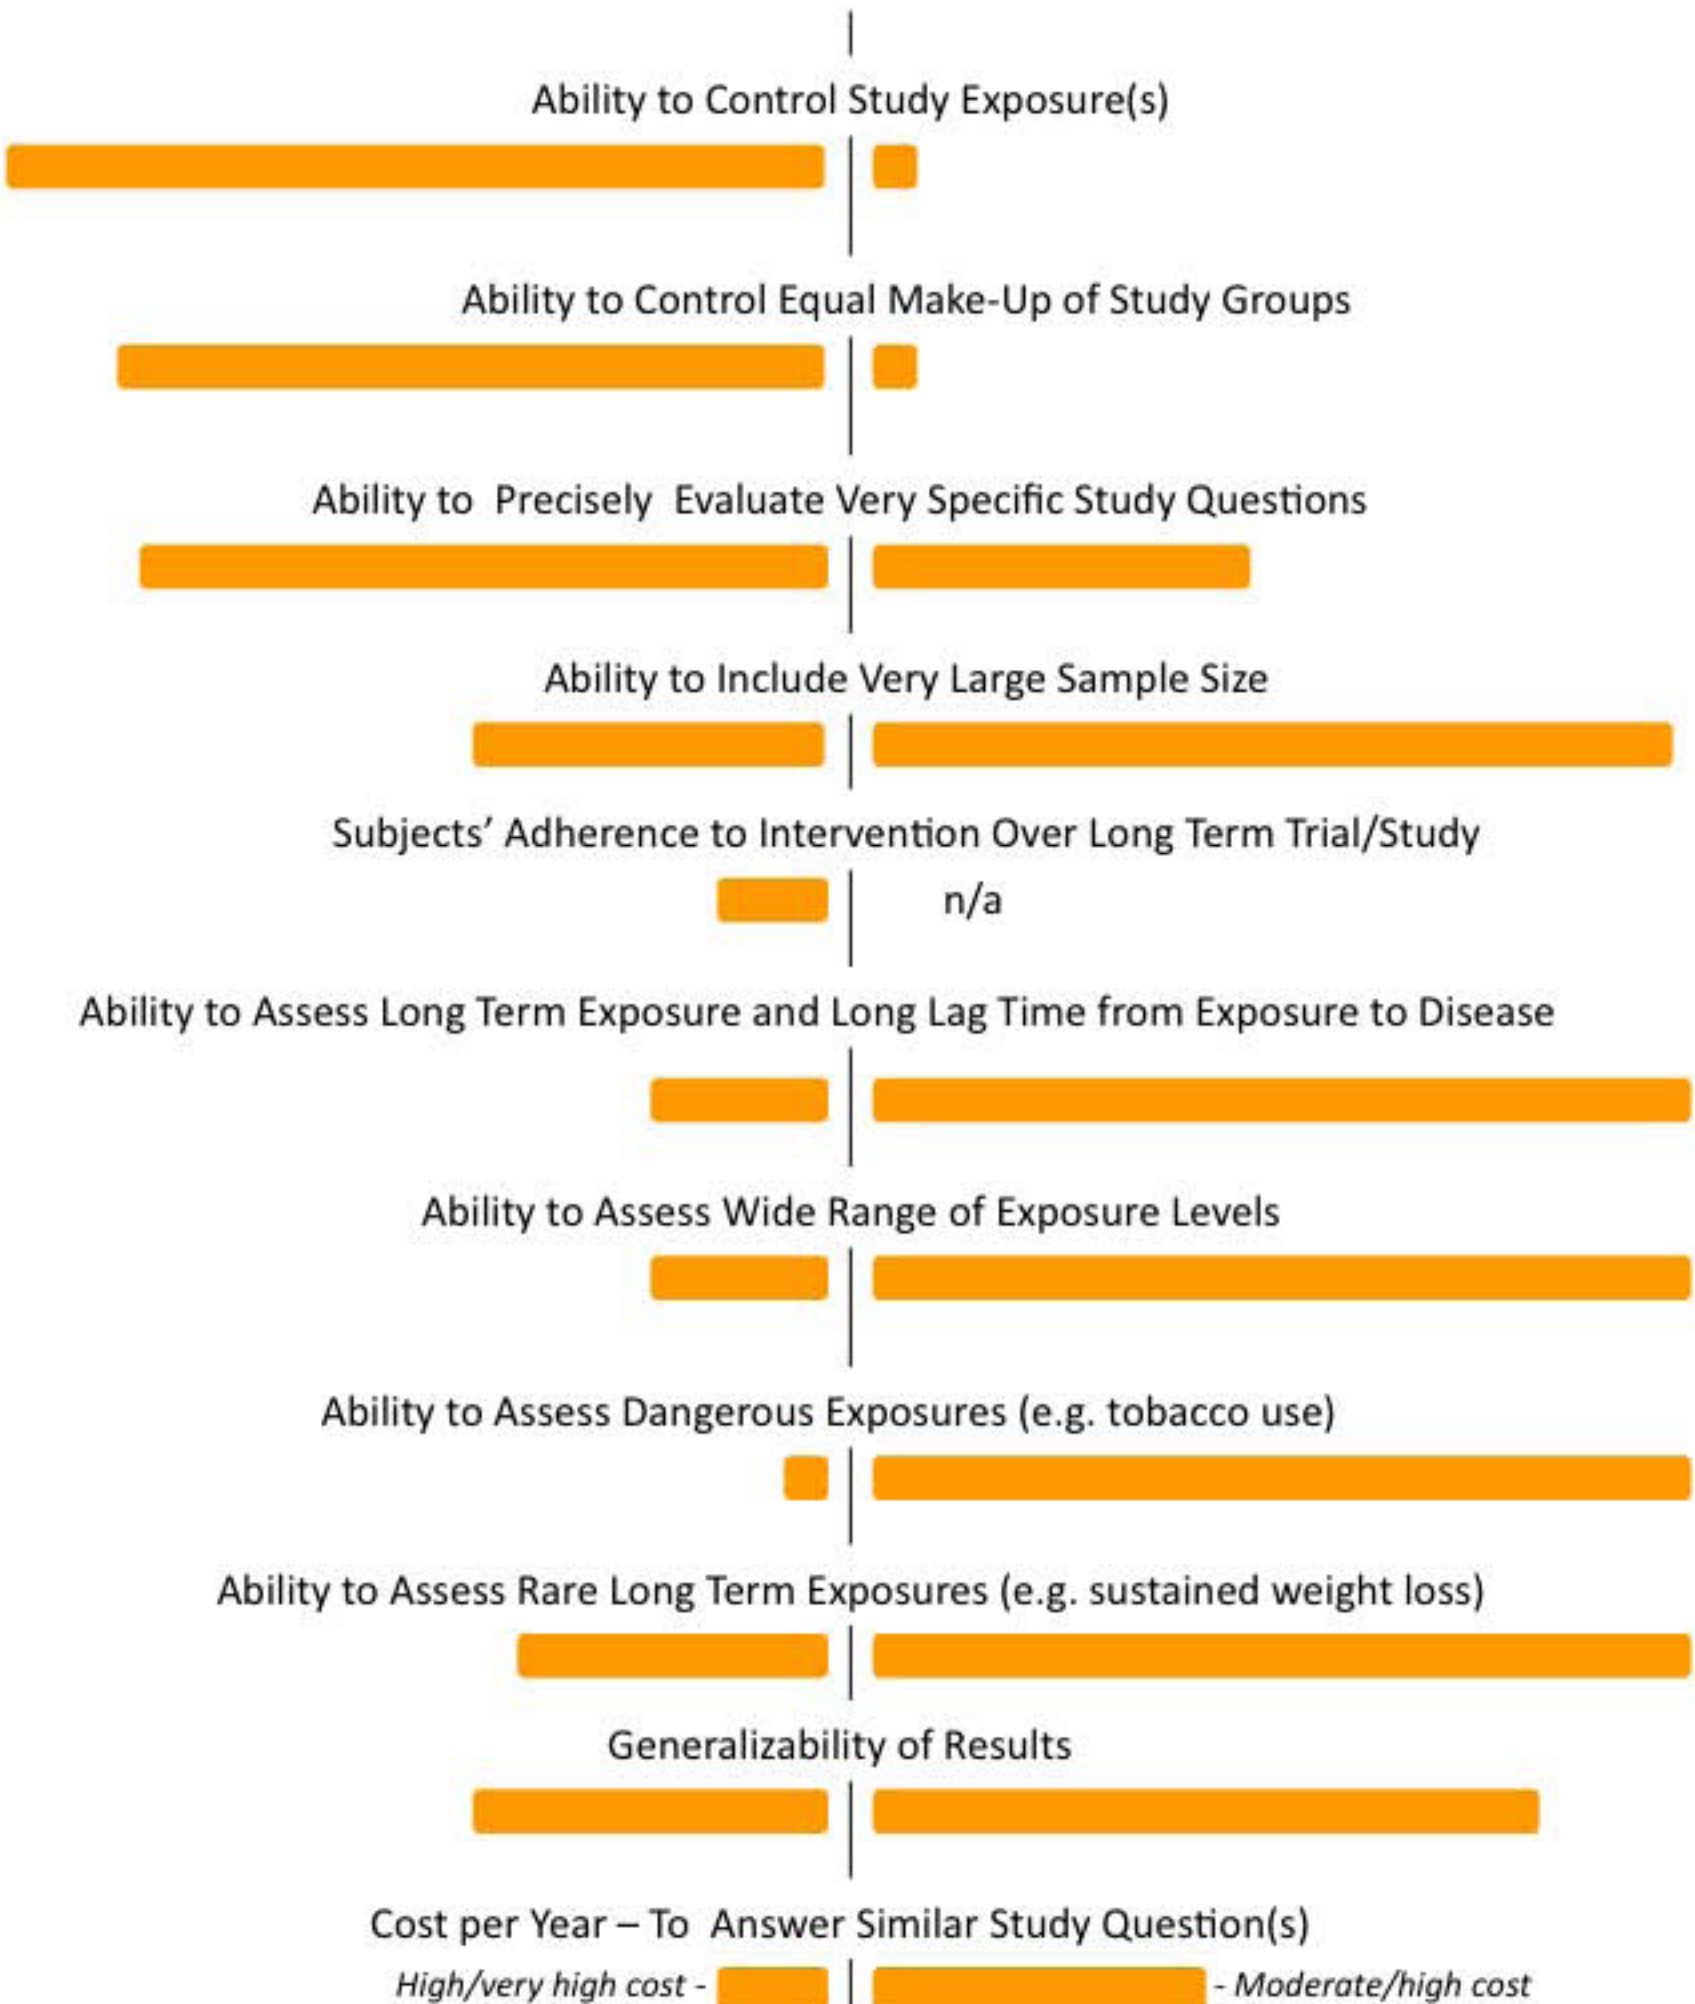 Ability to Control Study Exposure(s)
Ability to Control Equal Make-Up of Study Groups
Ability to  Precisely  Evaluate Very Specific Study Questions
Ability to Include Very Large Sample Size
Subjects’ Adherence to Intervention Over Long Term Trial/Study
n/a
Ability to Assess Long Term Exposure and Long Lag Time from Exposure to Disease
Ability to Assess Wide Range of Exposure Levels
Ability to Assess Dangerous Exposures (e.g. tobacco use)
Ability to Assess Rare Long Term Exposures (e.g. sustained weight loss)
Generalizability of Results
Cost per Year – To  Answer Similar Study Question(s)
High/very high cost - - Moderate/high cost